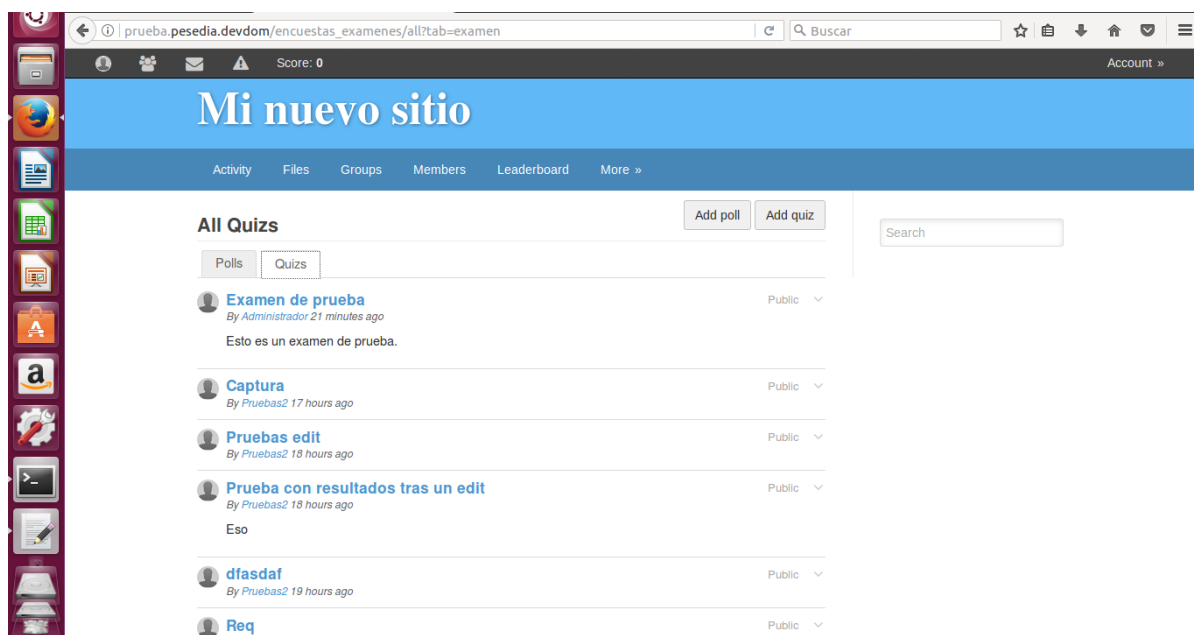 prueba.pesedia.devdom/encuestas_examenes/all?tab=examen
Buscar
Score: 0
Account »
Mi nuevo sitio
Activity Files Groups Members Leaderboard More »
All Quizs
Add poll Add quiz
Search
Polls Quizs
Examen de prueba Public
By Administrador 21 minutes ago
Esto es un examen de prueba.
Captura Public
By Pruebas2 17 hours ago
Pruebas edit Public
By Pruebas2 18 hours ago
Prueba con resultados tras un edit Public
By Pruebas2 18 hours ago
Eso
dfasdaf Public
By Pruebas2 19 hours ago
Req Public